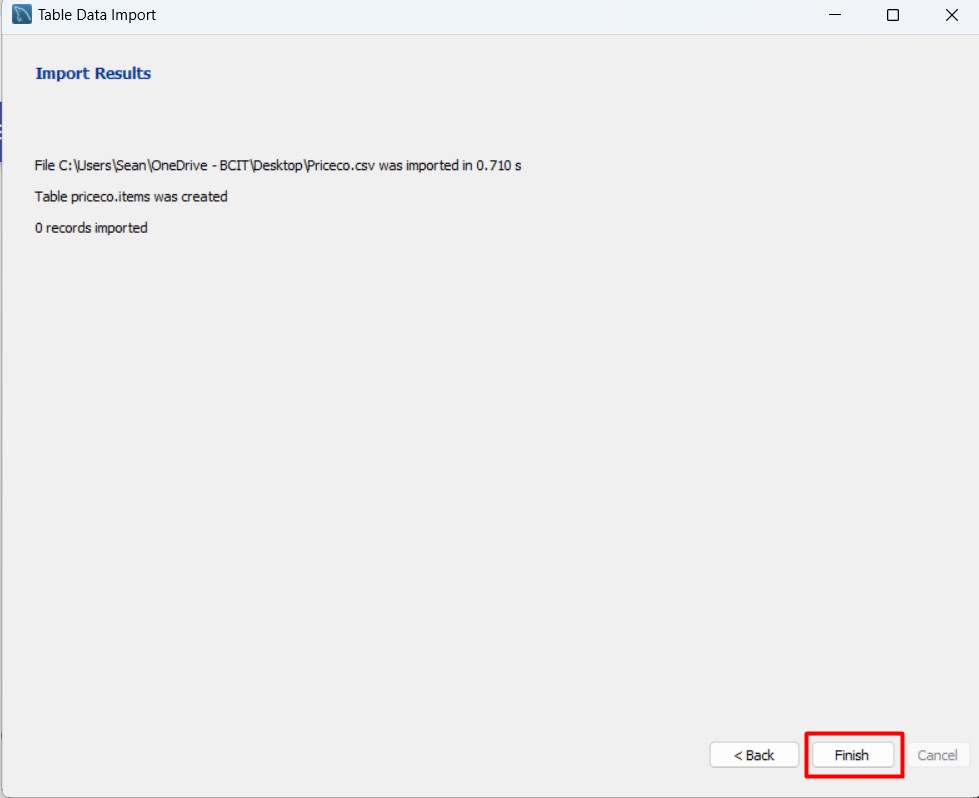 Table Data Import
Import Results
File C:\Users\Sean\OneDrive - BCIT\Desktop\Priceco.csv was imported in 0.710 s
Table priceco.items was created
0 records imported
< Back
Finish
Cancel